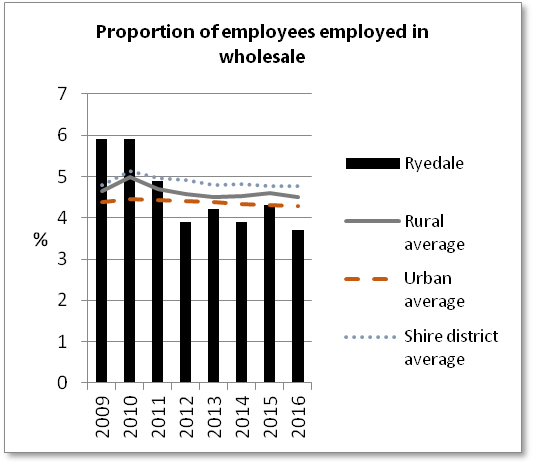 Proportion of employees employed in
wholesale
7
6
5
4
3
2
1
0
%
2009
2010
2011
2012
2013
2014
2015
2016
Ryedale
Rural
average
Urban
average
Shire district
average